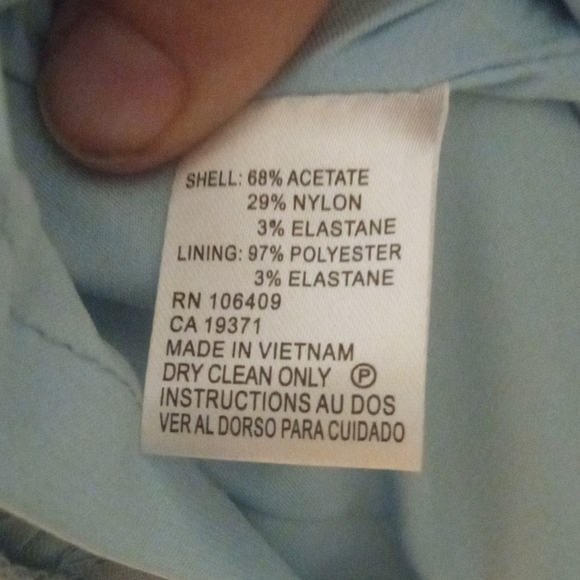 SHELL: 68% ACETATE
29% NYLON
3% ELASTANE
LINING: 97% POLYESTER
3% ELASTANE
RN 106409
CA 19371
MADE IN VIETNAM
DRY CLEAN ONLY Ⓟ
INSTRUCTIONS AU DOS
VER AL DORSO PARA CUIDADO